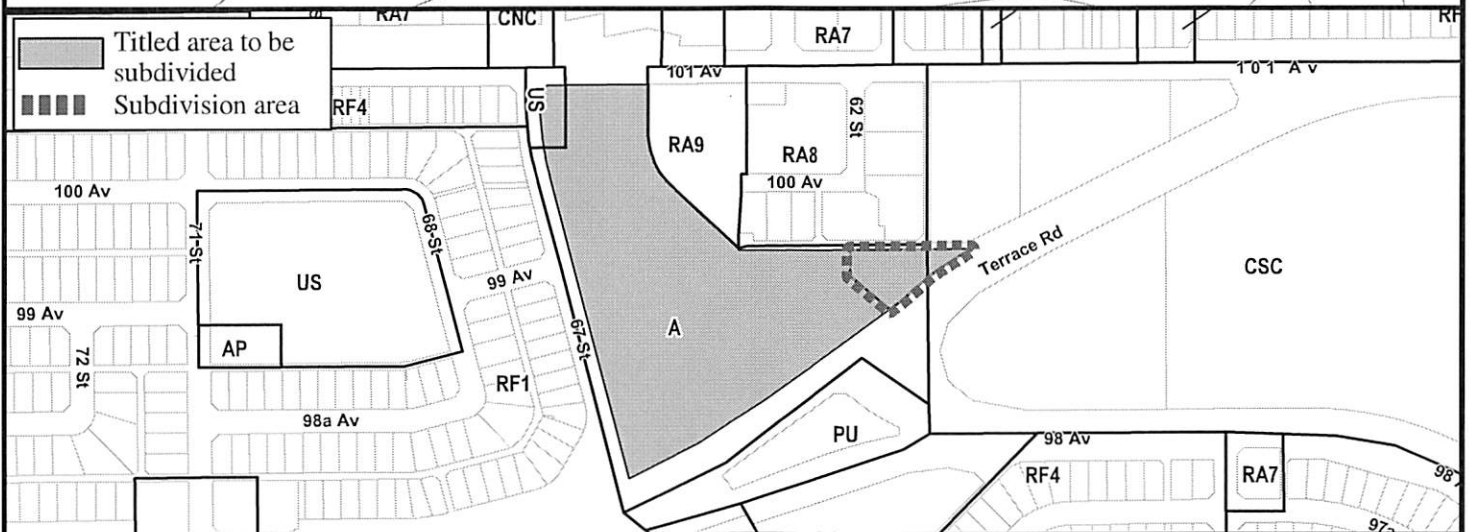 RA7
CNC
RA7
RF
Titled area to be
subdivided
Subdivision area
RF4
US
101 Av
101 Av
RA9
RA8
62 St
100 Av
100 Av
71 St
68 St
US
99 Av
99 Av
AP
72 St
RF1
67 St
A
98a Av
Terrace Rd
CSC
PU
98 Av
RF4
RA7